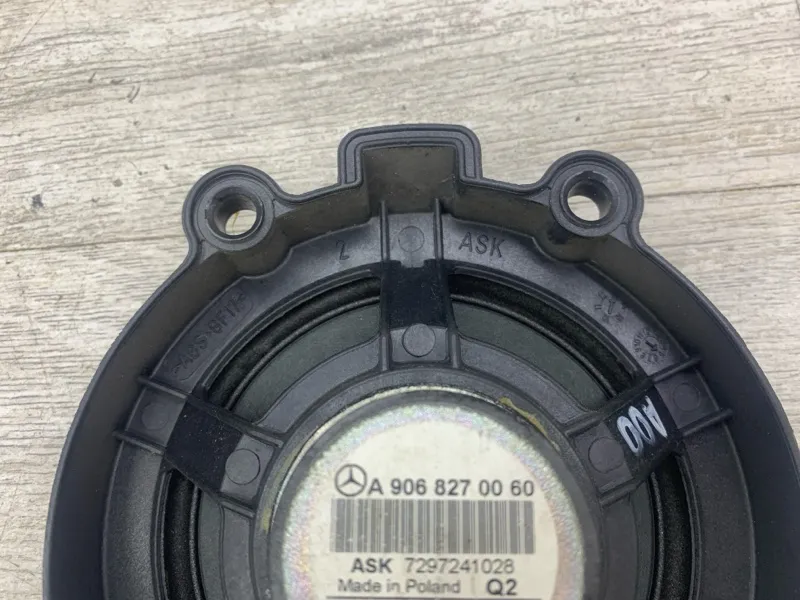 ASK
A00
A 906 827 00 60
ASK 7297241028
Made in Poland Q2